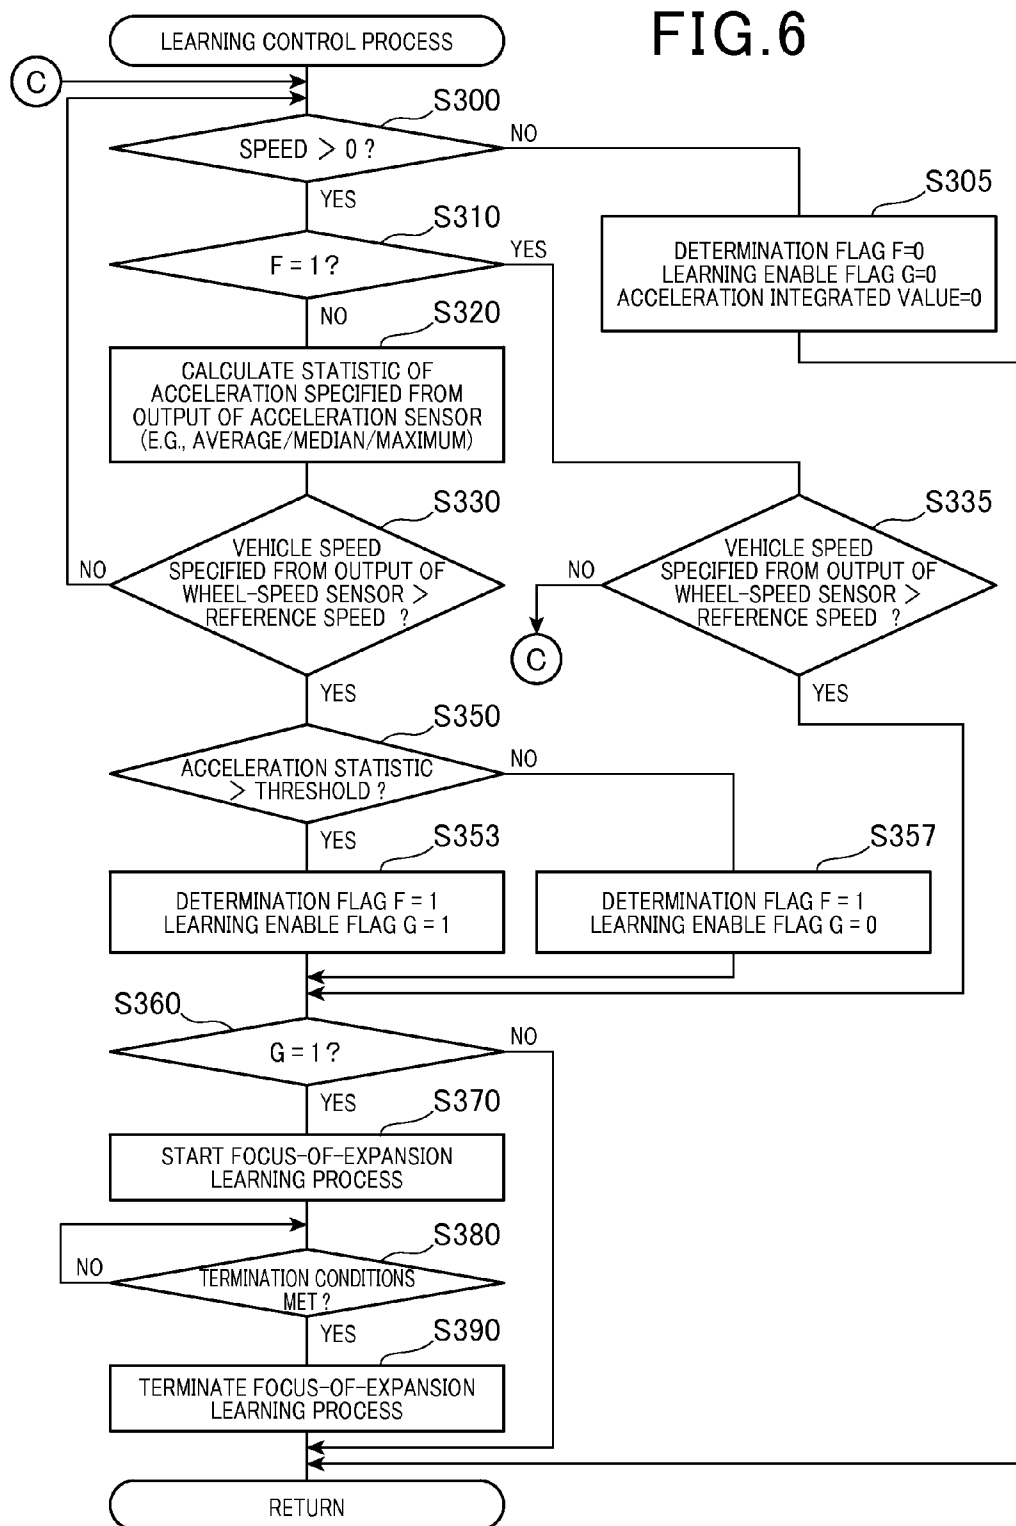 FIG.6
LEARNING CONTROL PROCESS
C
S300
SPEED > 0 ?
NO
YES
S305
DETERMINATION FLAG F=0
LEARNING ENABLE FLAG G=0
ACCELERATION INTEGRATED VALUE=0
S310
F = 1 ?
YES
NO
S320
CALCULATE STATISTIC OF
ACCELERATION SPECIFIED FROM
OUTPUT OF ACCELERATION SENSOR
(E.G., AVERAGE/MEDIAN/MAXIMUM)
S330
VEHICLE SPEED
SPECIFIED FROM OUTPUT OF
WHEEL-SPEED SENSOR >
REFERENCE SPEED ?
NO
YES
S335
VEHICLE SPEED
SPECIFIED FROM OUTPUT OF
WHEEL-SPEED SENSOR >
REFERENCE SPEED ?
NO
C
YES
S350
ACCELERATION STATISTIC
> THRESHOLD ?
NO
YES
S353
DETERMINATION FLAG F = 1
LEARNING ENABLE FLAG G = 1
S357
DETERMINATION FLAG F = 1
LEARNING ENABLE FLAG G = 0
S360
G = 1 ?
NO
YES
S370
START FOCUS-OF-EXPANSION
LEARNING PROCESS
S380
TERMINATION CONDITIONS
MET ?
NO
YES
S390
TERMINATE FOCUS-OF-EXPANSION
LEARNING PROCESS
RETURN